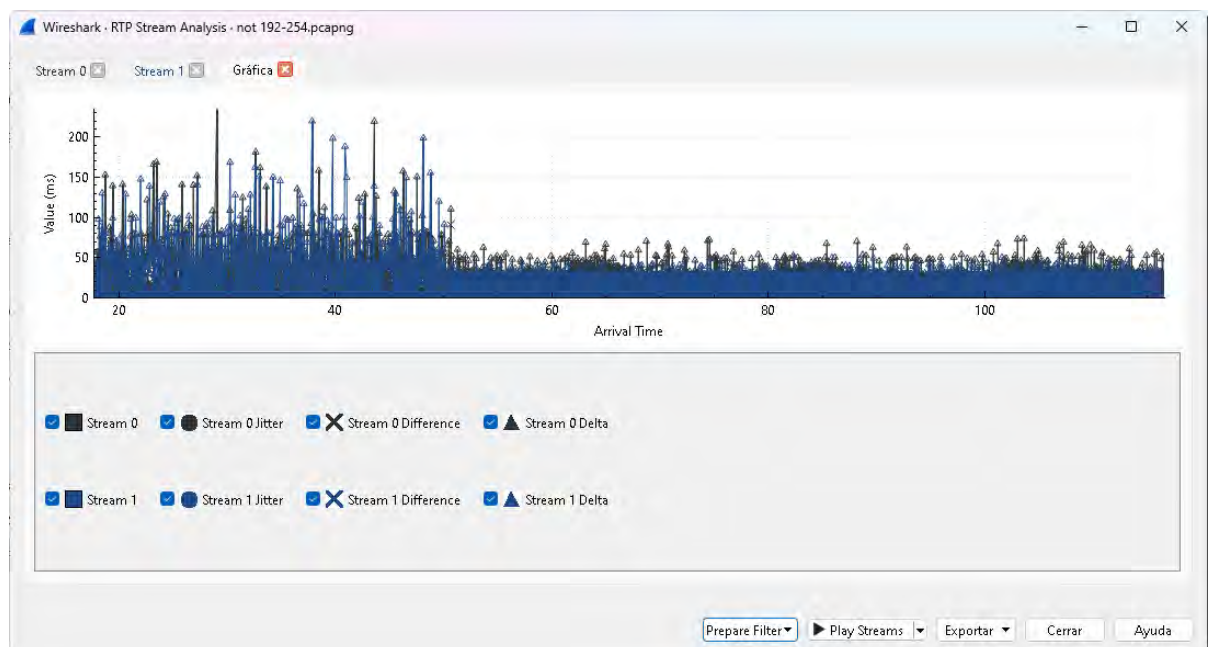 Wireshark · RTP Stream Analysis · not 192-254.pcapng
Stream 0 Stream 1 Gráfica
200
150
100
50
0
Value (ms)
20 40 60 80 100
Arrival Time
Stream 0 Stream 0 Jitter Stream 0 Difference Stream 0 Delta
Stream 1 Stream 1 Jitter Stream 1 Difference Stream 1 Delta
Prepare Filter Play Streams Exportar Cerrar Ayuda